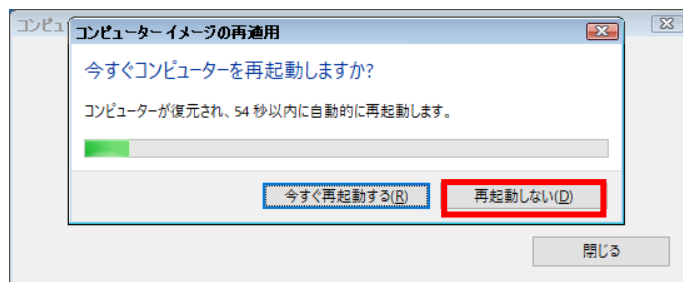 コンピュ
コンピューター イメージの再適用
今すぐコンピューターを再起動しますか?
コンピューターが復元され、54 秒以内に自動的に再起動します。
今すぐ再起動する(R) 再起動しない(D)
閉じる